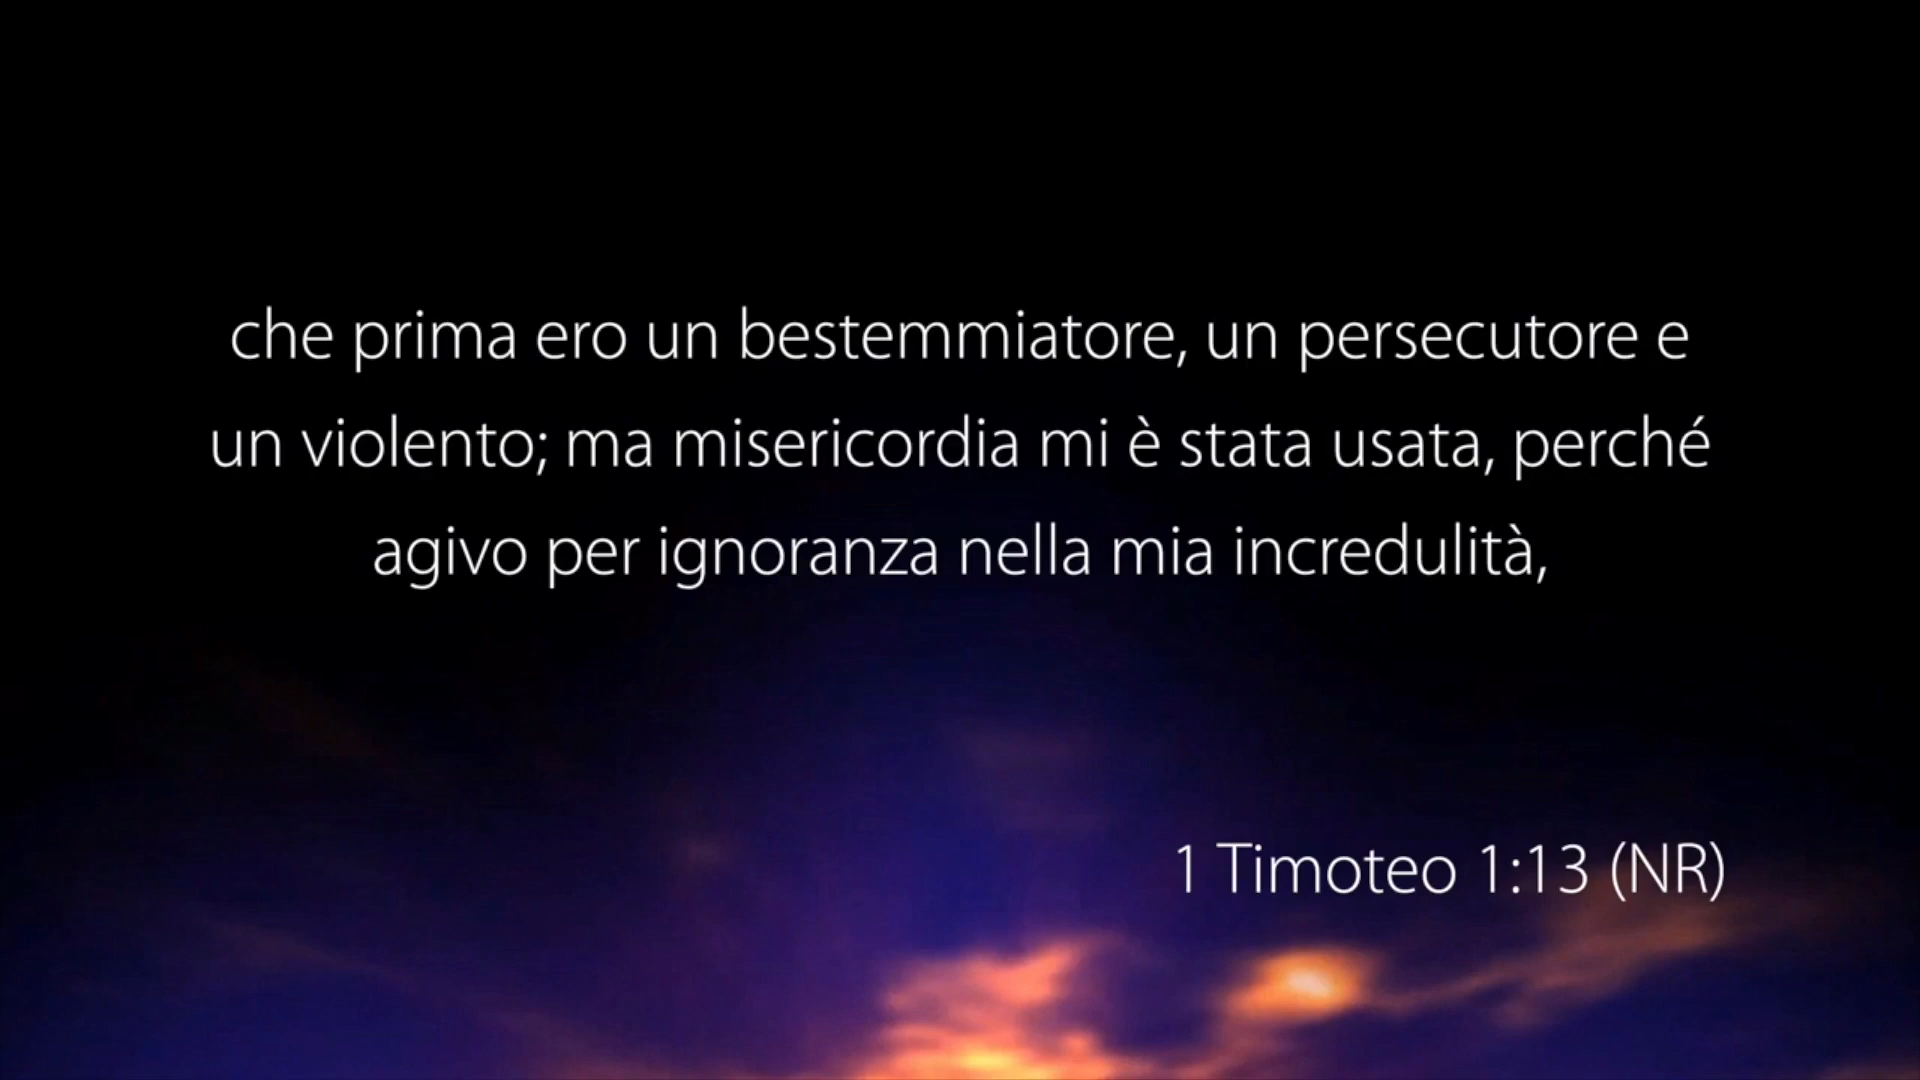 che prima ero un bestemmiatore, un persecutore e
un violento; ma misericordia mi è stata usata, perché
agivo per ignoranza nella mia incredulità,
1 Timoteo 1:13 (NR)